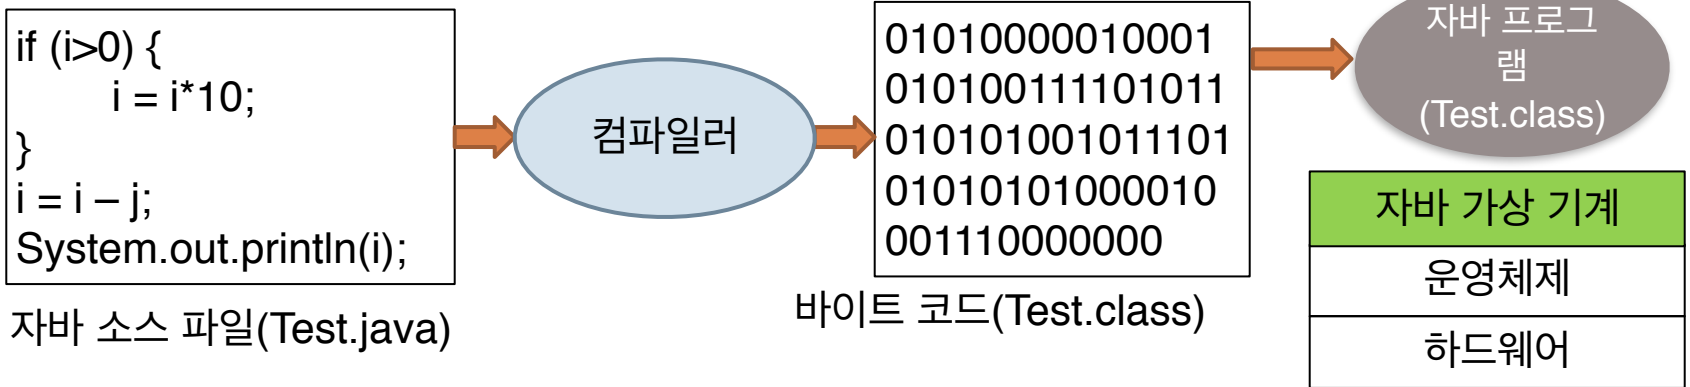 if (i>0) {
i = i*10;
}
i = i – j;
System.out.println(i);
자바 소스 파일(Test.java)
컴파일러
01010000010001
010100111101011
010101001011101
01010101000010
001110000000
바이트 코드(Test.class)
자바 프로그
램
(Test.class)
자바 가상 기계
운영체제
하드웨어